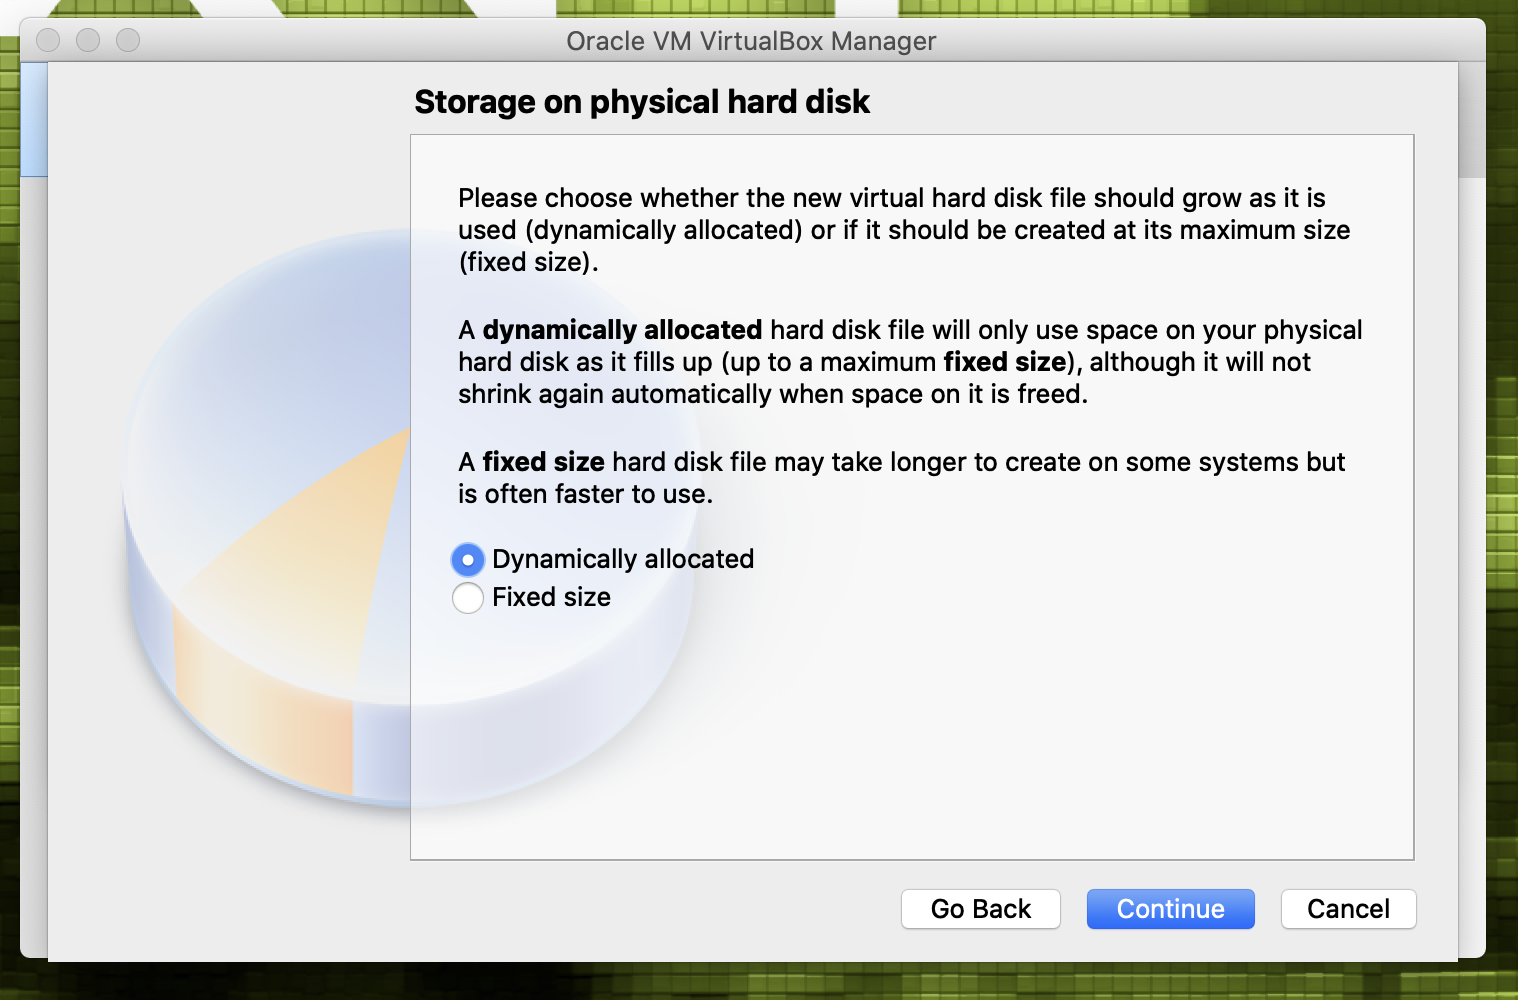 Oracle VM VirtualBox Manager
Storage on physical hard disk
Please choose whether the new virtual hard disk file should grow as it is
used (dynamically allocated) or if it should be created at its maximum size
(fixed size).
A dynamically allocated hard disk file will only use space on your physical
hard disk as it fills up (up to a maximum fixed size), although it will not
shrink again automatically when space on it is freed.
A fixed size hard disk file may take longer to create on some systems but
is often faster to use.
Dynamically allocated
Fixed size
Go Back
Continue
Cancel